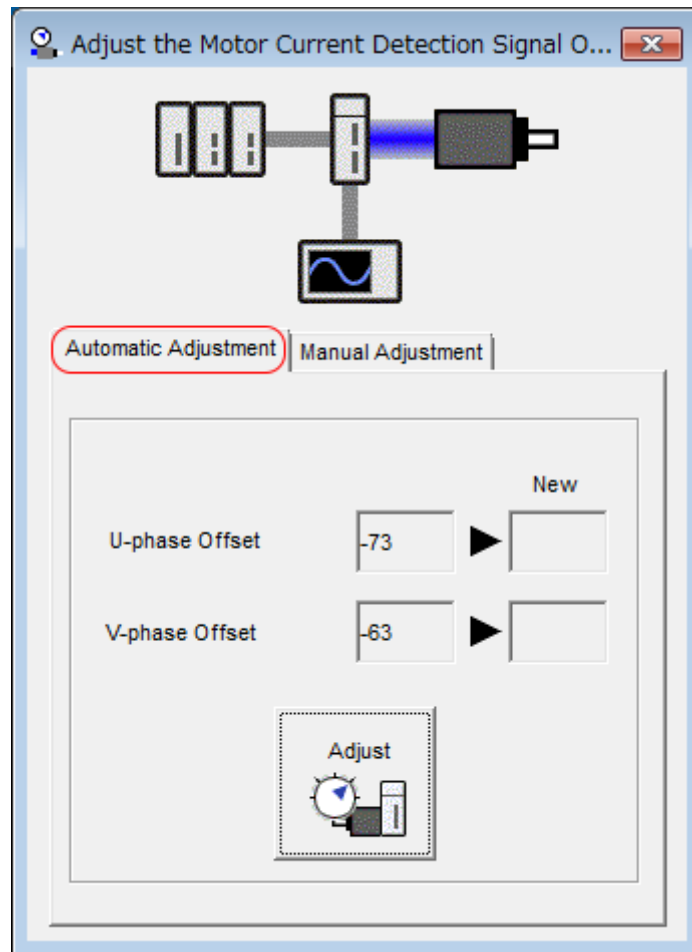 Adjust the Motor Current Detection Signal O...
Automatic Adjustment
Manual Adjustment
New
U-phase Offset
-73
V-phase Offset
-63
Adjust